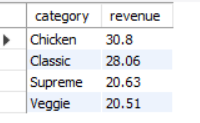 category revenue
Chicken 30.8
Classic 28.06
Supreme 20.63
Veggie 20.51